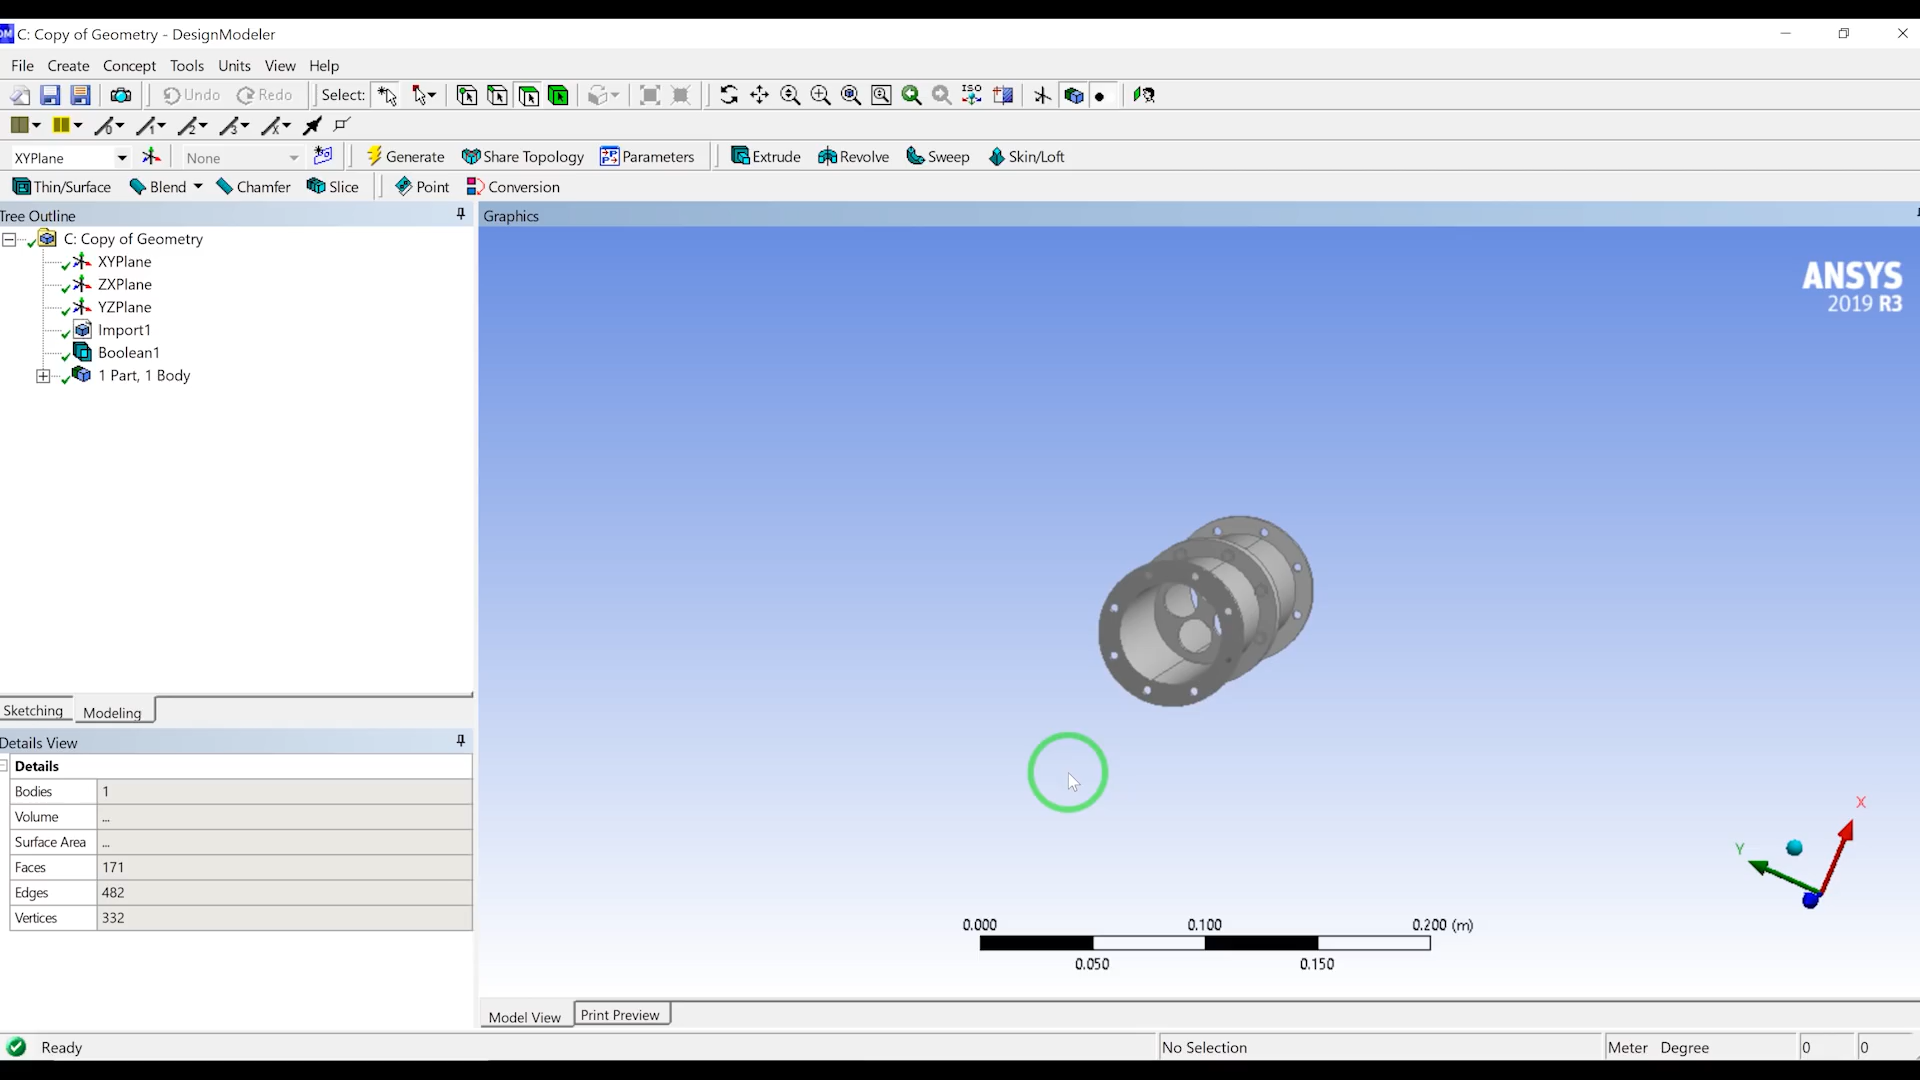 DM C: Copy of Geometry - DesignModeler
File Create Concept Tools Units View Help
Undo Redo Select: ISO
XYPlane None Generate Share Topology Parameters Extrude Revolve Sweep Skin/Loft
Thin/Surface Blend Chamfer Slice Point Conversion
Tree Outline
C: Copy of Geometry
XYPlane
ZXPlane
YZPlane
Import1
Boolean1
1 Part, 1 Body
Sketching Modeling
Details View
Details
Bodies 1
Volume ...
Surface Area ...
Faces 171
Edges 482
Vertices 332
Graphics
ANSYS
2019 R3
X
Y
0.000 0.100 0.200 (m)
0.050 0.150
Model View Print Preview
Ready No Selection Meter Degree 0 0